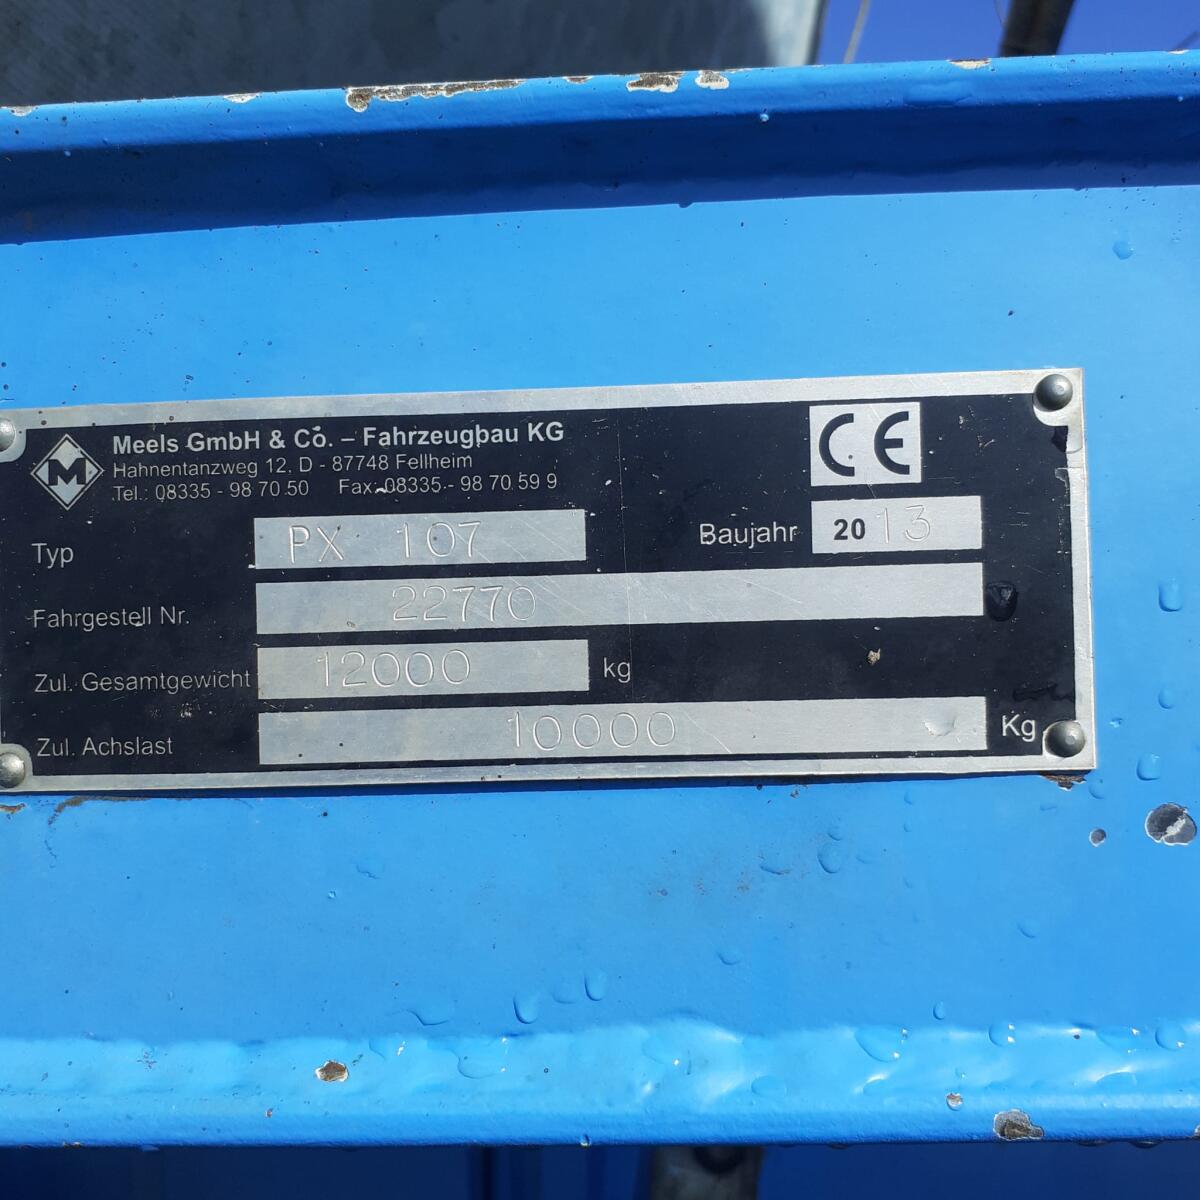 M
Meels GmbH & Co. – Fahrzeugbau KG
Hahnentanzweg 12, D - 87748 Fellheim
Tel.: 08335 - 98 70 50 Fax: 08335 - 98 70 59 9
CE
Typ PX 107 Baujahr 2013
Fahrgestell Nr. 22770
Zul. Gesamtgewicht 12000 kg
Zul. Achslast 10000 Kg